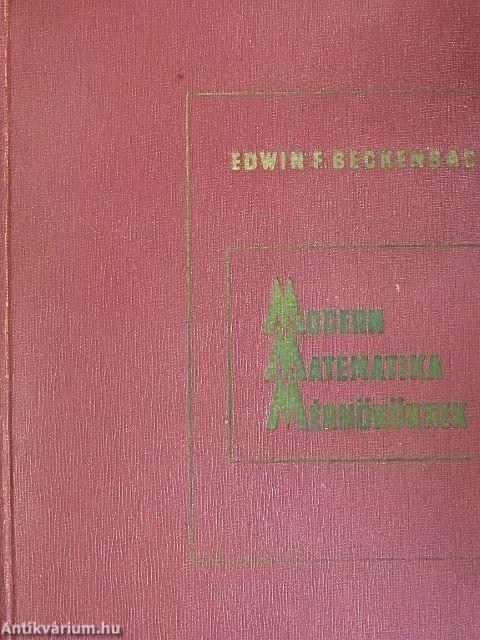 EDWIN F. BECKENBAC
MODERN
MATEMATIKA
MÉRNÖKÖKNEK
Antikvárium.hu